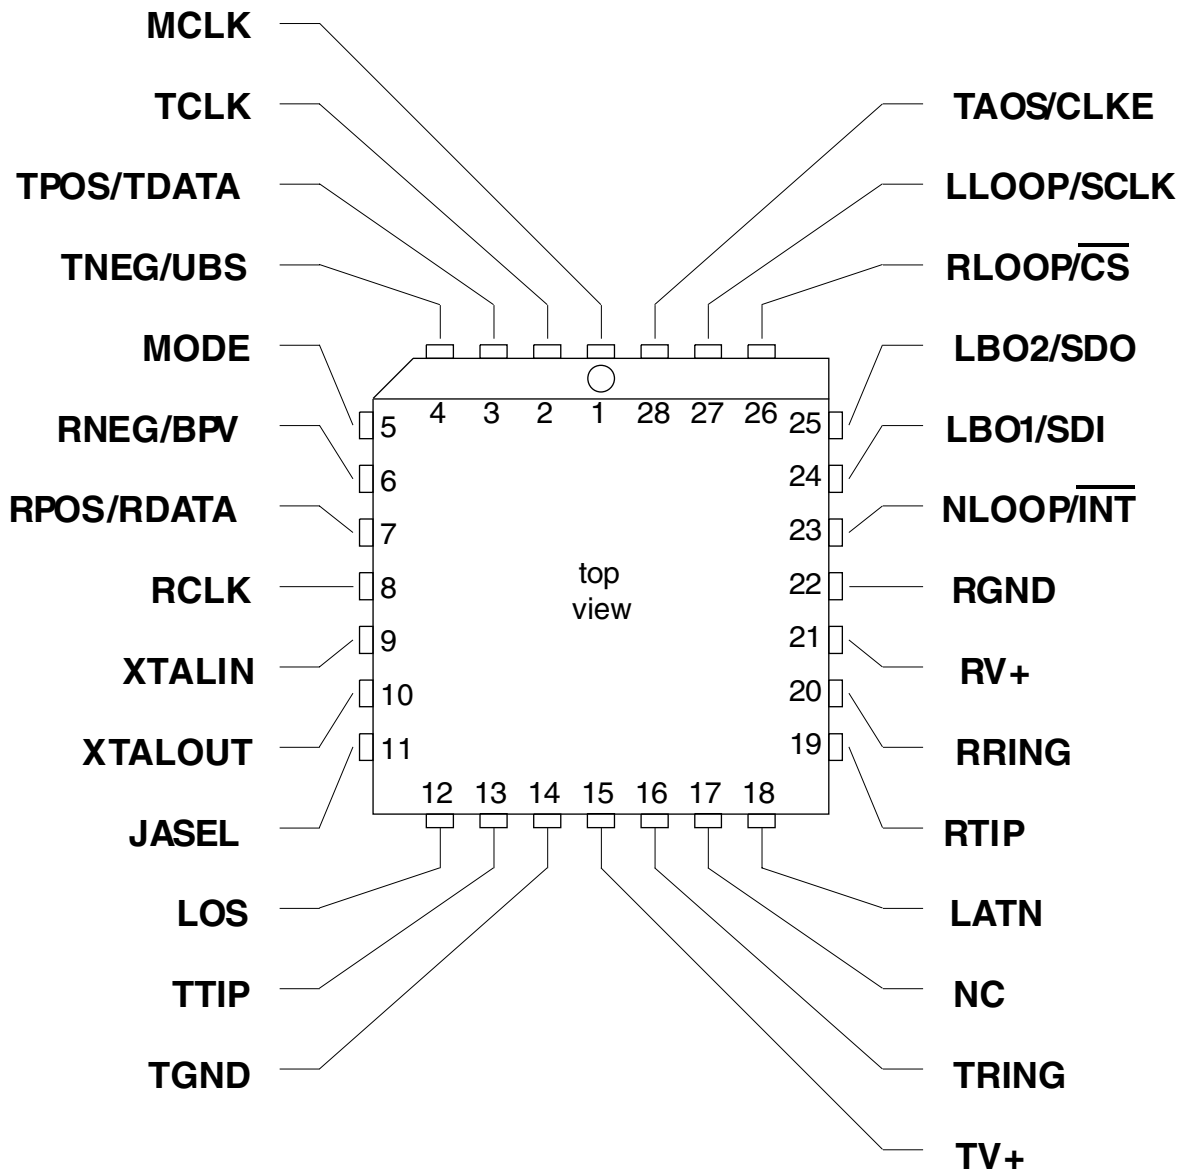 MCLK
TCLK
TPOS/TDATA
TNEG/UBS
MODE
RNEG/BPV
RPOS/RDATA
RCLK
XTALIN
XTALOUT
JASEL
LOS
TTIP
TGND
TAOS/CLKE
LLOOP/SCLK
RLOOP/C̅S̅
LBO2/SDO
LBO1/SDI
NLOOP/I̅N̅T̅
RGND
RV+
RRING
RTIP
LATN
NC
TRING
TV+
4 3 2 1 28 27 26
5
6
7
8
9
10
11
25
24
23
22
21
20
19
12 13 14 15 16 17 18
top
view